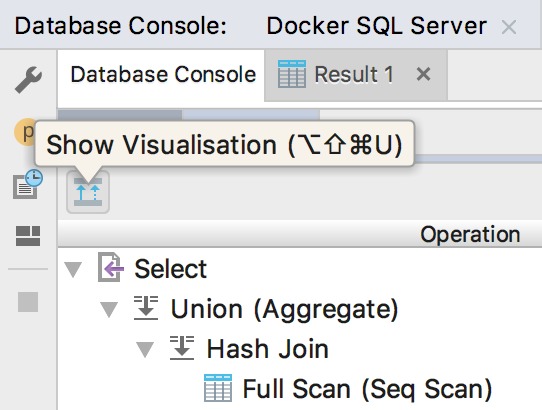 Database Console: Docker SQL Server ×
Database Console Result 1 ×
p
Show Visualisation (⌥⇧⌘U)
Operation
Select
Union (Aggregate)
Hash Join
Full Scan (Seq Scan)